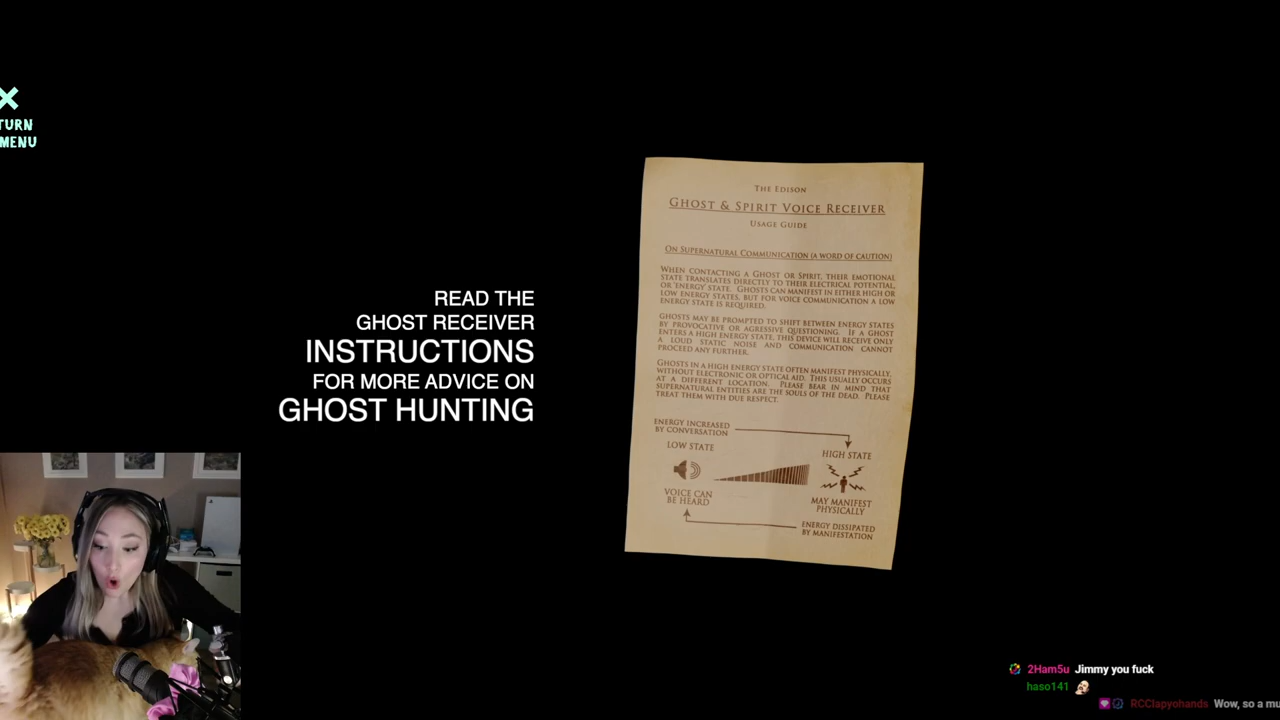 TURN
MENU
READ THE
GHOST RECEIVER
INSTRUCTIONS
FOR MORE ADVICE ON
GHOST HUNTING
THE EDISON
GHOST & SPIRIT VOICE RECEIVER
USAGE GUIDE
ON SUPERNATURAL COMMUNICATION (A WORD OF CAUTION)
WHEN CONTACTING A GHOST OR SPIRIT, THEIR EMOTIONAL
STATE TRANSLATES DIRECTLY TO THEIR ELECTRICAL POTENTIAL,
OR 'ENERGY' STATE. GHOSTS CAN MANIFEST IN EITHER HIGH OR
LOW ENERGY STATES, BUT FOR VOICE COMMUNICATION A LOW
ENERGY STATE IS REQUIRED.
GHOSTS MAY BE PROMPTED TO SHIFT BETWEEN ENERGY STATES
BY PROVOCATIVE OR AGRESSIVE QUESTIONING. IF A GHOST
ENTERS A HIGH ENERGY STATE, THIS DEVICE WILL RECEIVE ONLY
A LOUD STATIC NOISE AND COMMUNICATION CANNOT
PROCEED ANY FURTHER.
GHOSTS IN A HIGH ENERGY STATE OFTEN MANIFEST PHYSICALLY,
WITHOUT ELECTRONIC OR OPTICAL AID. THIS USUALLY OCCURS
AT A DIFFERENT LOCATION. PLEASE BEAR IN MIND THAT
SUPERNATURAL ENTITIES ARE THE SOULS OF THE DEAD. PLEASE
TREAT THEM WITH DUE RESPECT.
ENERGY INCREASED
BY CONVERSATION
LOW STATE
HIGH STATE
VOICE CAN
BE HEARD
MAY MANIFEST
PHYSICALLY
ENERGY DISSIPATED
BY MANIFESTATION
2Ham5u Jimmy you fuck
haso141
RCClapyohands Wow, so a mu